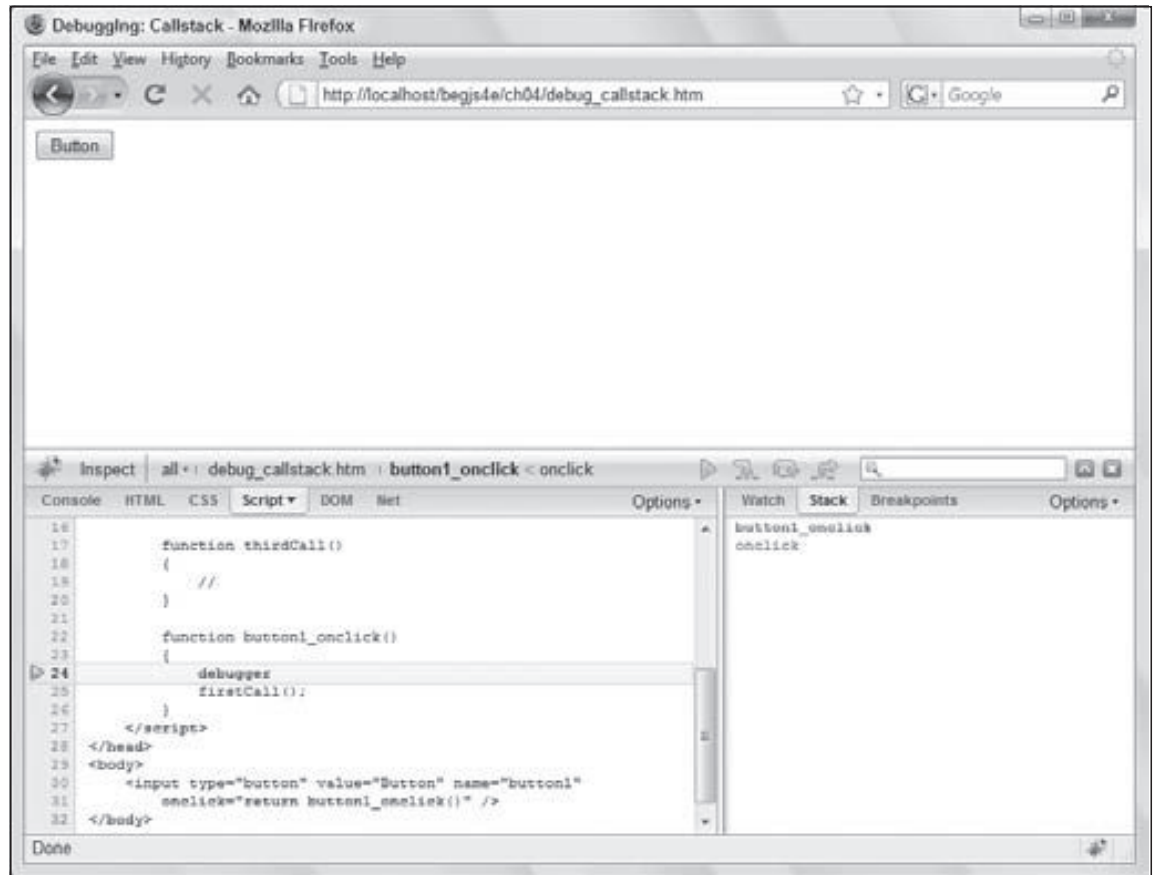 Debugging: Callstack - Mozilla Firefox
File Edit View History Bookmarks Tools Help
http://localhost/begjs4e/ch04/debug_callstack.htm
G Google
Button
Inspect all debug_callstack.htm button1_onclick < onclick
Console HTML CSS Script DOM Net Options
Watch Stack Breakpoints Options
button1_onclick
onclick
16
17 function thirdCall()
18 {
19 //
20 }
21
22 function button1_onclick()
23 {
24 debugger
25 firstCall();
26 }
27 </script>
28 </head>
29 <body>
30 <input type="button" value="Button" name="button1"
31 onclick="return button1_onclick()" />
32 </body>
Done